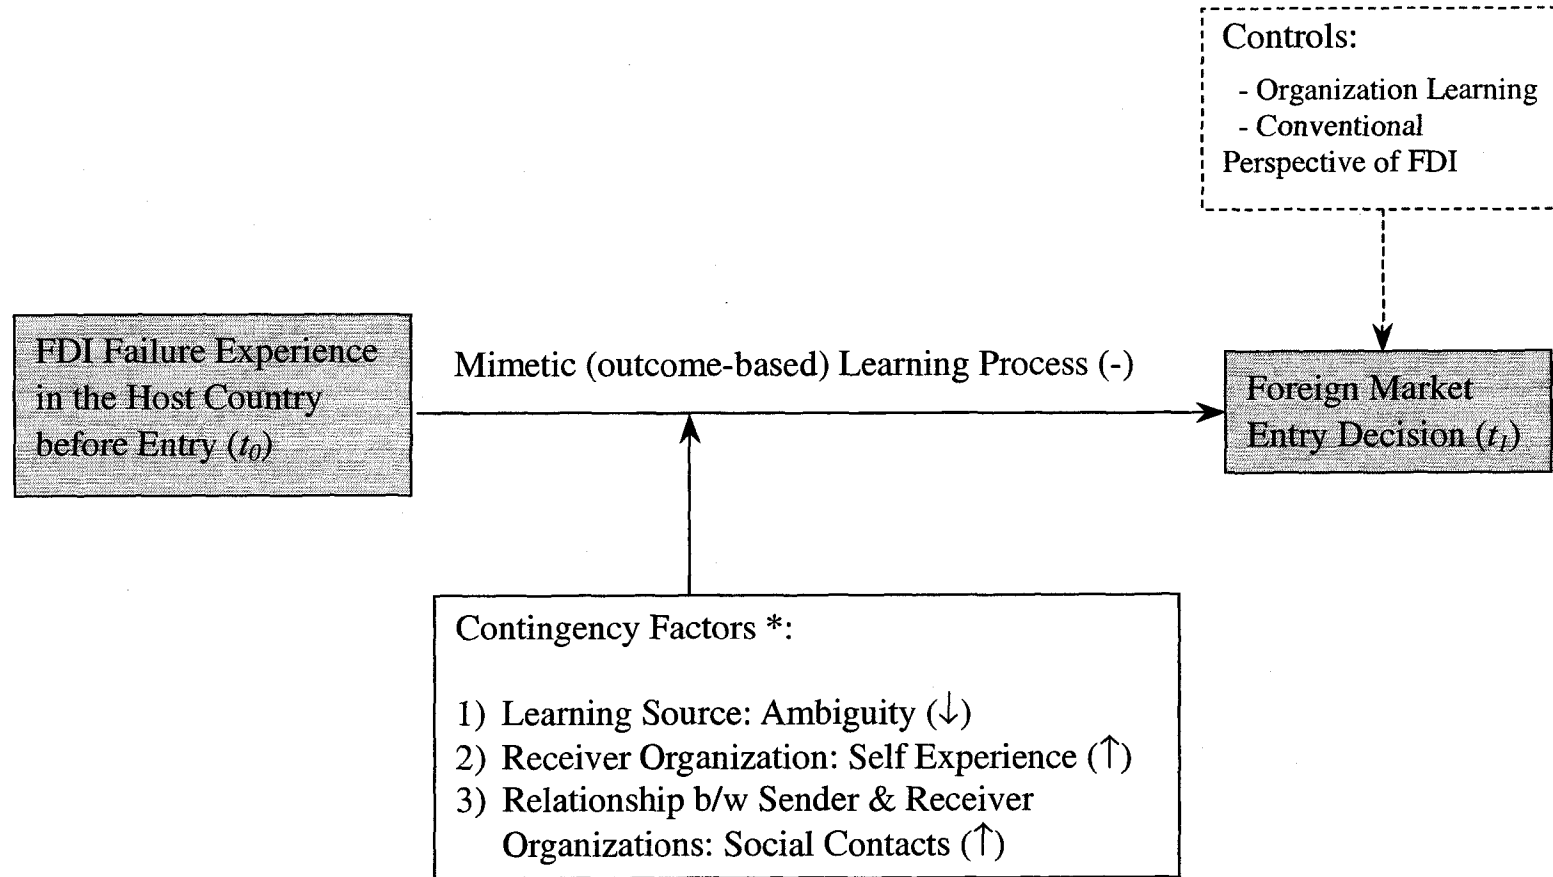 Controls:
- Organization Learning
- Conventional
Perspective of FDI
FDI Failure Experience
in the Host Country
before Entry (t0)
Mimetic (outcome-based) Learning Process (-)
Foreign Market
Entry Decision (t1)
Contingency Factors *:
1) Learning Source: Ambiguity (↓)
2) Receiver Organization: Self Experience (↑)
3) Relationship b/w Sender & Receiver
Organizations: Social Contacts (↑)